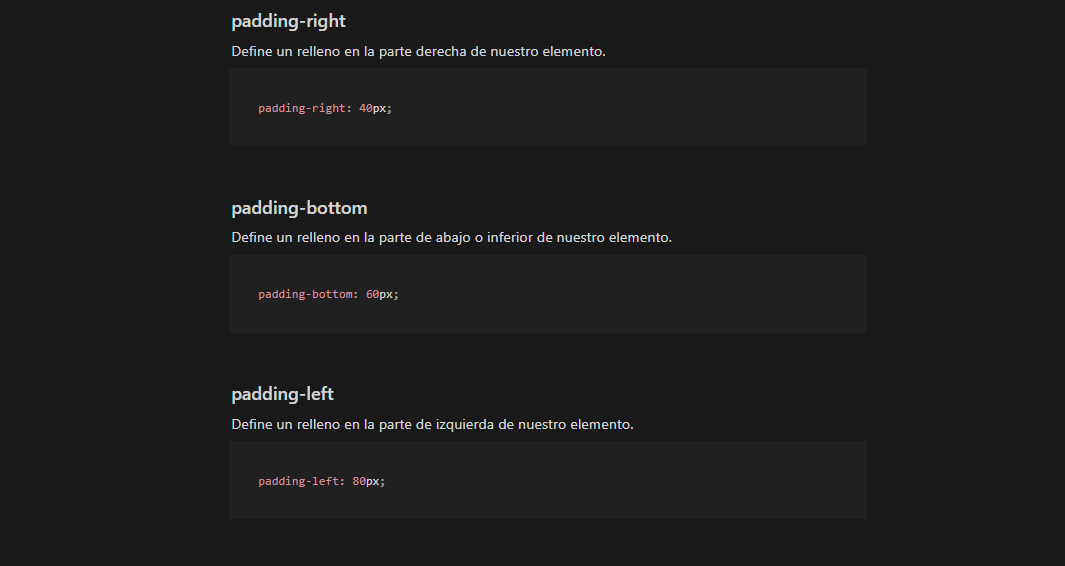 padding-right
Define un relleno en la parte derecha de nuestro elemento.
padding-right: 40px;
padding-bottom
Define un relleno en la parte de abajo o inferior de nuestro elemento.
padding-bottom: 60px;
padding-left
Define un relleno en la parte de izquierda de nuestro elemento.
padding-left: 80px;